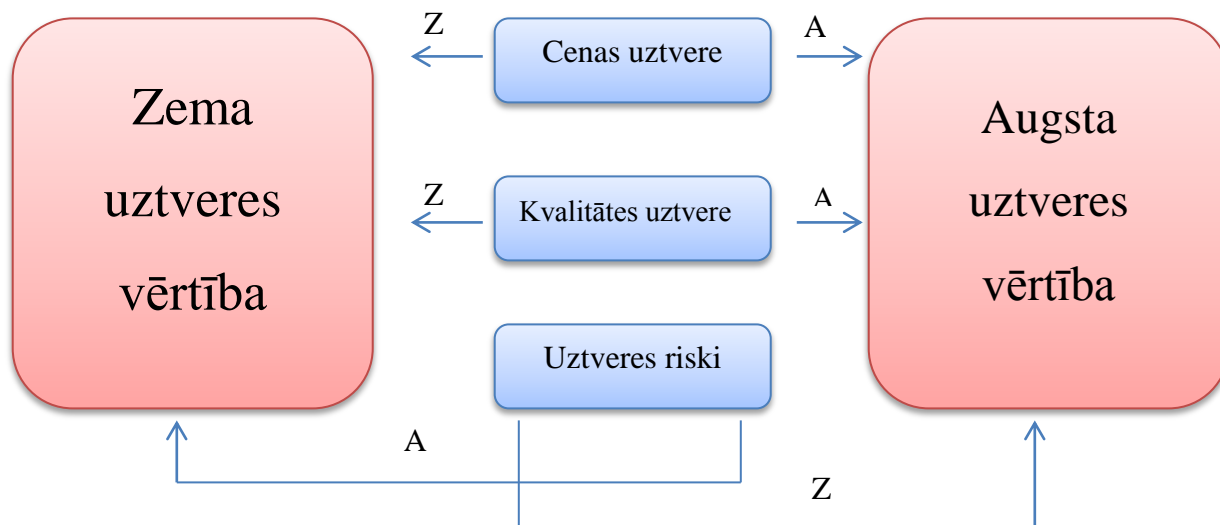 Zema
uztveres
vērtība
Z
Cenas uztvere
A
Z
Kvalitātes uztvere
A
Uztveres riski
Augsta
uztveres
vērtība
A
Z